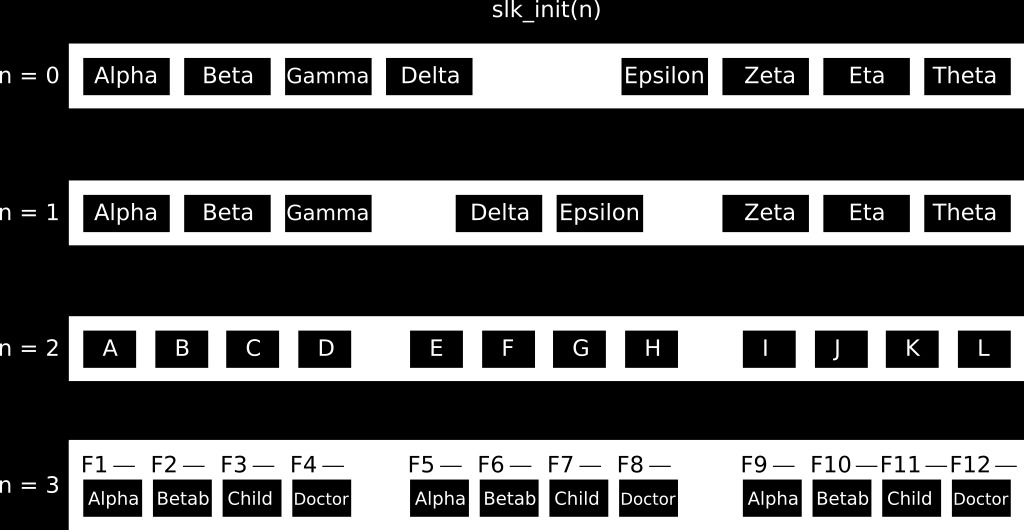 slk_init(n)
n = 0 Alpha Beta Gamma Delta Epsilon Zeta Eta Theta
n = 1 Alpha Beta Gamma Delta Epsilon Zeta Eta Theta
n = 2 A B C D E F G H I J K L
F1 — F2 — F3 — F4 — F5 — F6 — F7 — F8 — F9 — F10 — F11 — F12 —
n = 3 Alpha Betab Child Doctor Alpha Betab Child Doctor Alpha Betab Child Doctor